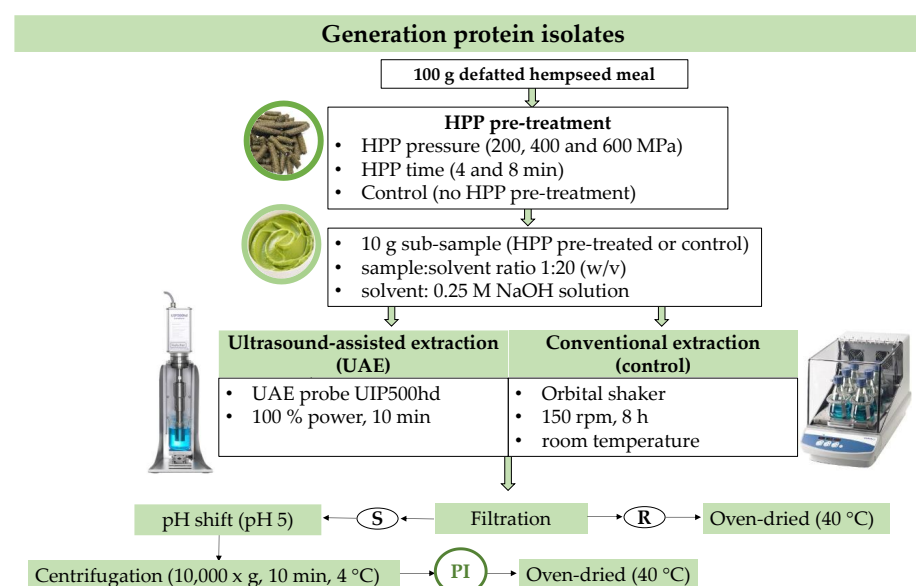 Generation protein isolates
100 g defatted hempseed meal
HPP pre-treatment
• HPP pressure (200, 400 and 600 MPa)
• HPP time (4 and 8 min)
• Control (no HPP pre-treatment)
• 10 g sub-sample (HPP pre-treated or control)
• sample:solvent ratio 1:20 (w/v)
• solvent: 0.25 M NaOH solution
Ultrasound-assisted extraction
(UAE)
• UAE probe UIP500hd
• 100 % power, 10 min
Conventional extraction
(control)
• Orbital shaker
• 150 rpm, 8 h
• room temperature
pH shift (pH 5)
S
Filtration
R
Oven-dried (40 °C)
Centrifugation (10,000 x g, 10 min, 4 °C)
PI
Oven-dried (40 °C)